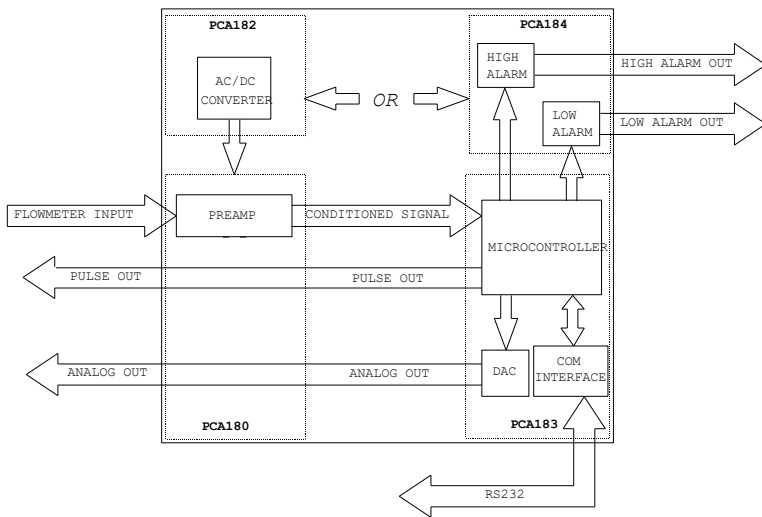 PCA182
PCA184
AC/DC
CONVERTER
OR
HIGH
ALARM
HIGH ALARM OUT
LOW
ALARM
LOW ALARM OUT
FLOWMETER INPUT
PREAMP
CONDITIONED SIGNAL
MICROCONTROLLER
PULSE OUT
PULSE OUT
ANALOG OUT
ANALOG OUT
DAC
COM
INTERFACE
PCA180
PCA183
RS232